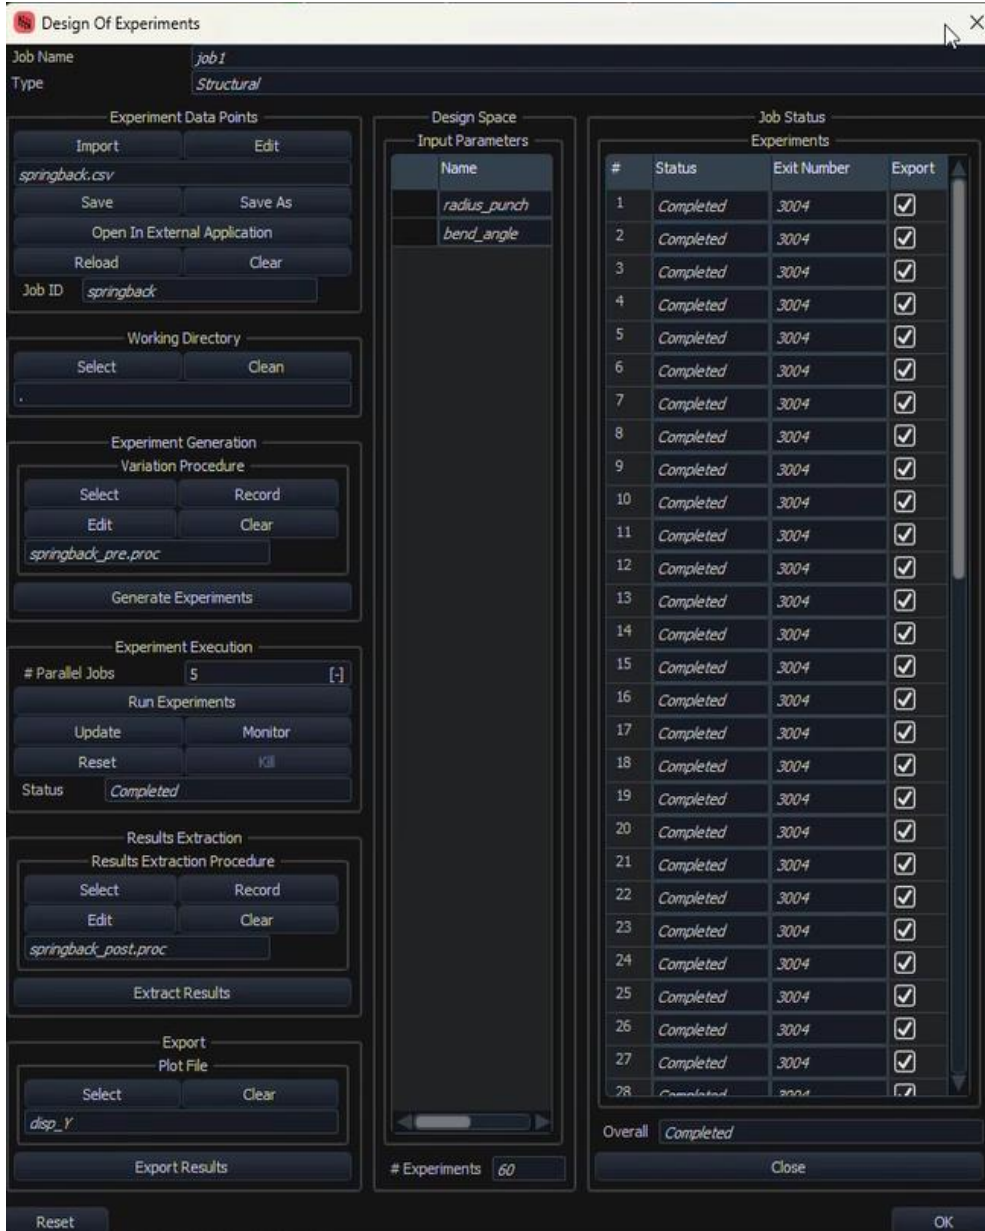 Design Of Experiments
Job Name job1
Type Structural
Experiment Data Points
Import Edit
springback.csv
Save Save As
Open In External Application
Reload Clear
Job ID springback
Working Directory
Select Clean
.
Experiment Generation
Variation Procedure
Select Record
Edit Clear
springback_pre.proc
Generate Experiments
Experiment Execution
# Parallel Jobs 5 [-]
Run Experiments
Update Monitor
Reset Kill
Status Completed
Results Extraction
Results Extraction Procedure
Select Record
Edit Clear
springback_post.proc
Extract Results
Export
Plot File
Select Clear
disp_Y
Export Results
Design Space
Input Parameters
Name
radius_punch
bend_angle
# Experiments 60
Job Status
Experiments
# Status Exit Number Export
1 Completed 3004
2 Completed 3004
3 Completed 3004
4 Completed 3004
5 Completed 3004
6 Completed 3004
7 Completed 3004
8 Completed 3004
9 Completed 3004
10 Completed 3004
11 Completed 3004
12 Completed 3004
13 Completed 3004
14 Completed 3004
15 Completed 3004
16 Completed 3004
17 Completed 3004
18 Completed 3004
19 Completed 3004
20 Completed 3004
21 Completed 3004
22 Completed 3004
23 Completed 3004
24 Completed 3004
25 Completed 3004
26 Completed 3004
27 Completed 3004
28 Completed 3004
Overall Completed
Close
Reset OK